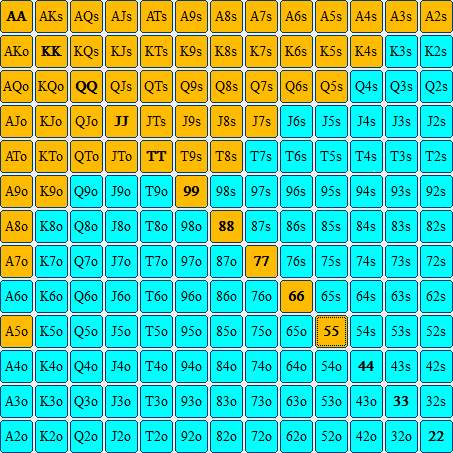 AA AKs AQs AJs ATs A9s A8s A7s A6s A5s A4s A3s A2s
AKo KK KQs KJs KTs K9s K8s K7s K6s K5s K4s K3s K2s
AQo KQo QQ QJs QTs Q9s Q8s Q7s Q6s Q5s Q4s Q3s Q2s
AJo KJo QJo JJ JTs J9s J8s J7s J6s J5s J4s J3s J2s
ATo KTo QTo JTo TT T9s T8s T7s T6s T5s T4s T3s T2s
A9o K9o Q9o J9o T9o 99 98s 97s 96s 95s 94s 93s 92s
A8o K8o Q8o J8o T8o 98o 88 87s 86s 85s 84s 83s 82s
A7o K7o Q7o J7o T7o 97o 87o 77 76s 75s 74s 73s 72s
A6o K6o Q6o J6o T6o 96o 86o 76o 66 65s 64s 63s 62s
A5o K5o Q5o J5o T5o 95o 85o 75o 65o 55 54s 53s 52s
A4o K4o Q4o J4o T4o 94o 84o 74o 64o 54o 44 43s 42s
A3o K3o Q3o J3o T3o 93o 83o 73o 63o 53o 43o 33 32s
A2o K2o Q2o J2o T2o 92o 82o 72o 62o 52o 42o 32o 22